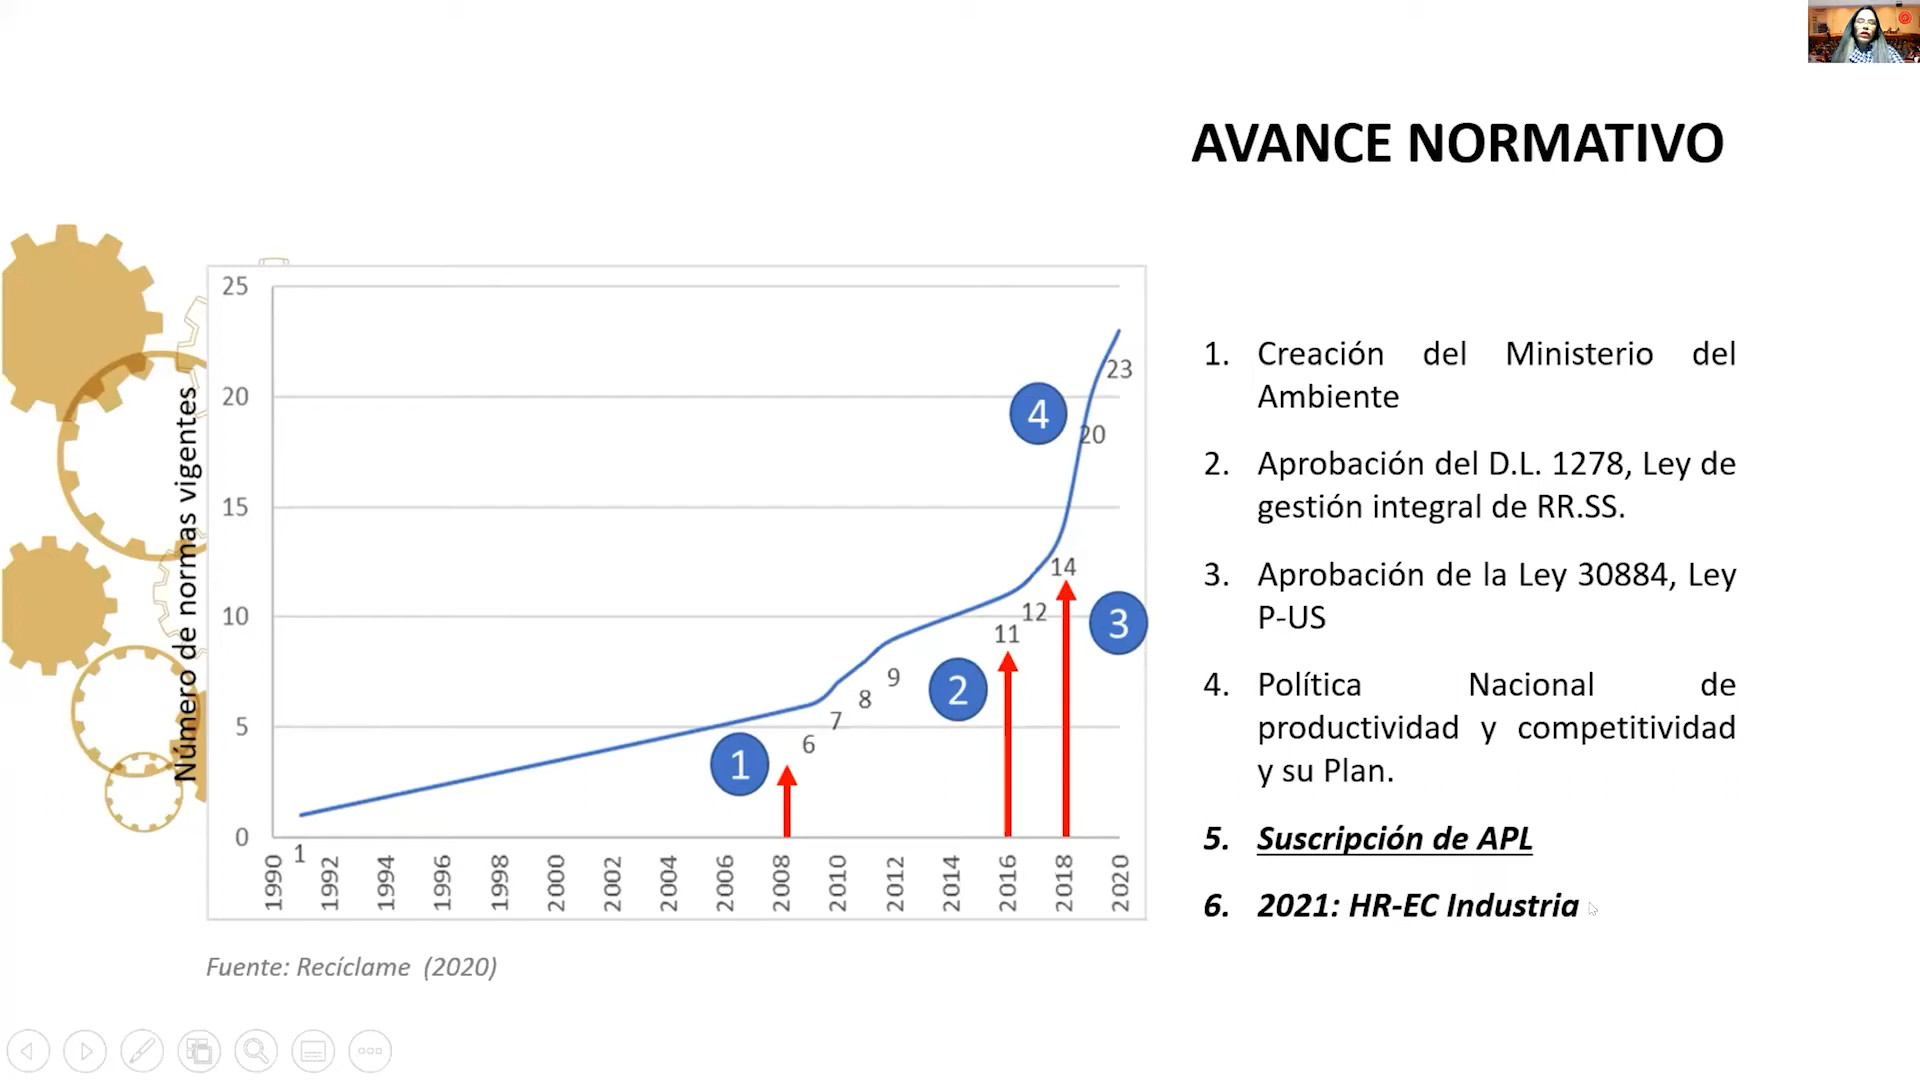 AVANCE NORMATIVO
Número de normas vigentes
25
20
15
10
5
0
1
6
7
8
9
11
12
14
20
23
1
2
3
4
1990
1992
1994
1996
1998
2000
2002
2004
2006
2008
2010
2012
2014
2016
2018
2020
Fuente: Recíclame (2020)
1. Creación del Ministerio del
Ambiente
2. Aprobación del D.L. 1278, Ley de
gestión integral de RR.SS.
3. Aprobación de la Ley 30884, Ley
P-US
4. Política Nacional de
productividad y competitividad
y su Plan.
5. Suscripción de APL
6. 2021: HR-EC Industria